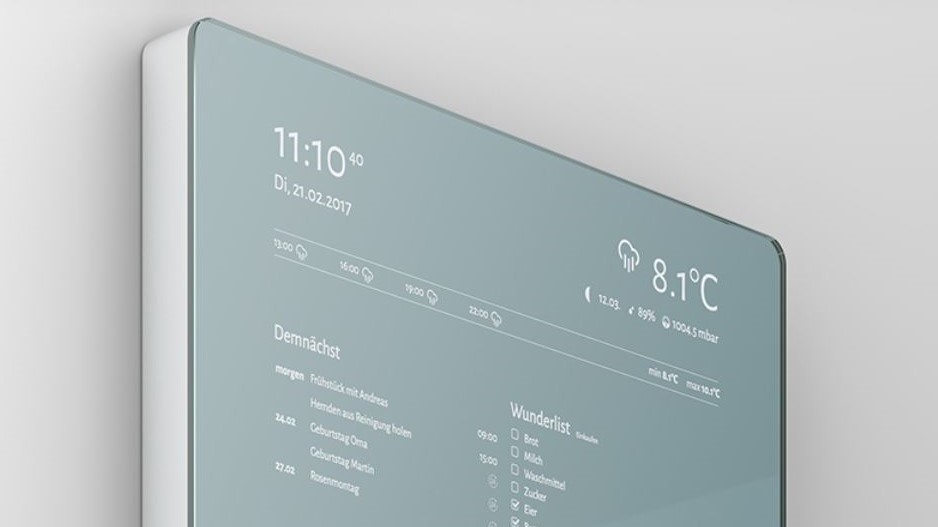 11:10 40
Di, 21.02.2017
8.1°C
12.03. 89% 1004.5 mbar
13:00 16:00 19:00 22:00
min 8.1°C max 10.1°C
Demnächst
morgen Frühstück mit Andreas 09:00
Hemden aus Reinigung holen 15:00
24.02 Geburtstag Oma
Geburtstag Martin
27.02 Rosenmontag
Wunderlist Einkaufen
Brot
Milch
Waschmittel
Zucker
Eier